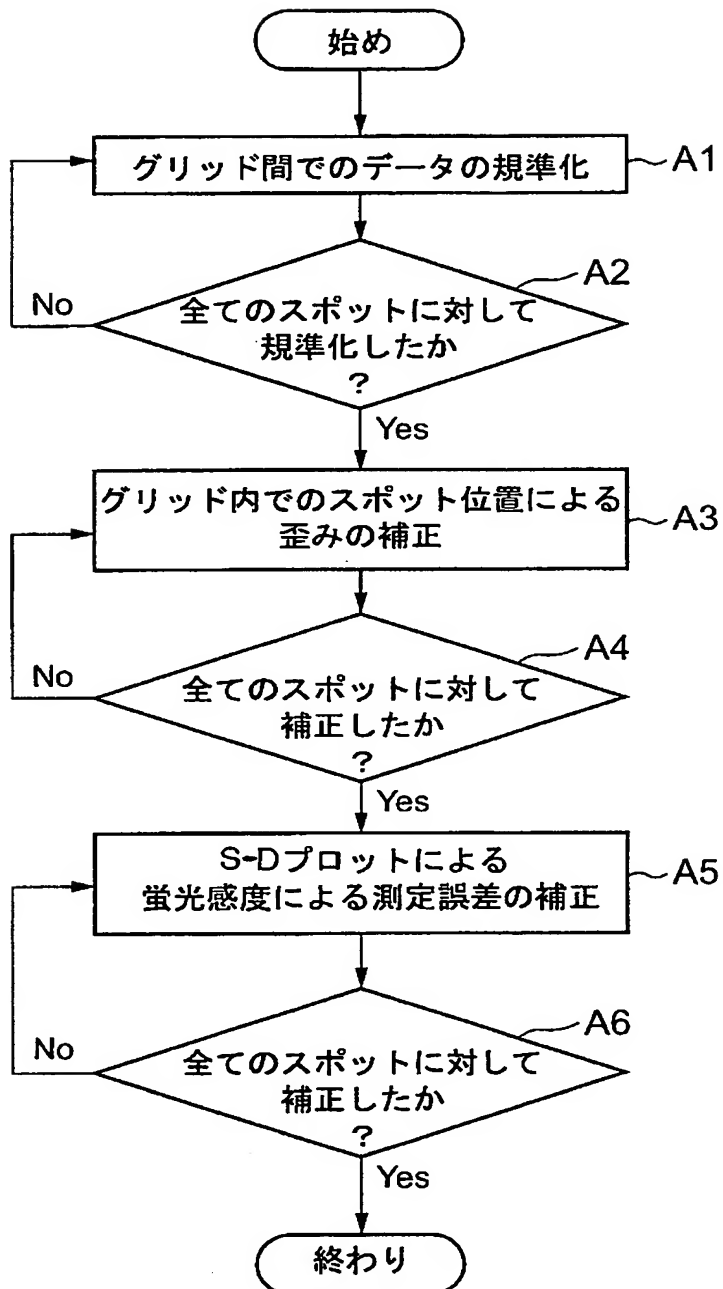 始め
グリッド間でのデータの規準化
A1
A2
全てのスポットに対して
規準化したか
?
No
Yes
グリッド内でのスポット位置による
歪みの補正
A3
A4
全てのスポットに対して
補正したか
?
No
Yes
S-Dプロットによる
蛍光感度による測定誤差の補正
A5
A6
全てのスポットに対して
補正したか
?
No
Yes
終わり